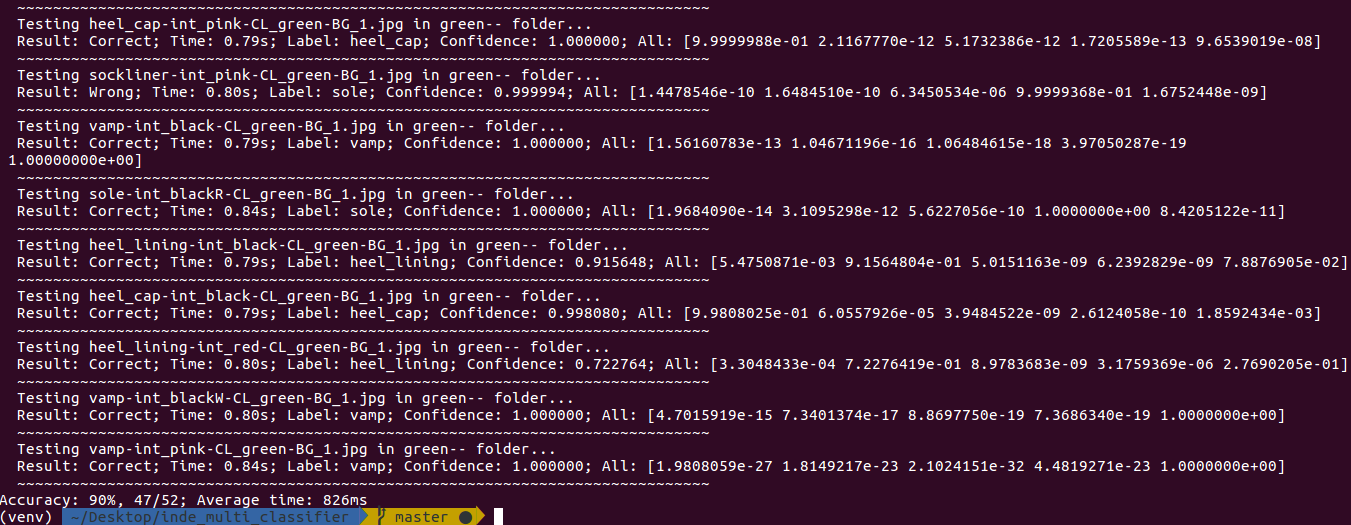 ~~~~~~~~~~~~~~~~~~~~~~~~~~~~~~~~~~~~~~~~~~~~~~~~~~~~~~~~~~~~~~~~~~~~~~~~~~~~~
Testing heel_cap-int_pink-CL_green-BG_1.jpg in green-- folder...
Result: Correct; Time: 0.79s; Label: heel_cap; Confidence: 1.000000; All: [9.9999988e-01 2.1167770e-12 5.1732386e-12 1.7205589e-13 9.6539019e-08]
~~~~~~~~~~~~~~~~~~~~~~~~~~~~~~~~~~~~~~~~~~~~~~~~~~~~~~~~~~~~~~~~~~~~~~~~~~~~~
Testing sockliner-int_pink-CL_green-BG_1.jpg in green-- folder...
Result: Wrong; Time: 0.80s; Label: sole; Confidence: 0.999994; All: [1.4478546e-10 1.6484510e-10 6.3450534e-06 9.9999368e-01 1.6752448e-09]
~~~~~~~~~~~~~~~~~~~~~~~~~~~~~~~~~~~~~~~~~~~~~~~~~~~~~~~~~~~~~~~~~~~~~~~~~~~~~
Testing vamp-int_black-CL_green-BG_1.jpg in green-- folder...
Result: Correct; Time: 0.79s; Label: vamp; Confidence: 1.000000; All: [1.56160783e-13 1.04671196e-16 1.06484615e-18 3.97050287e-19
1.00000000e+00]
~~~~~~~~~~~~~~~~~~~~~~~~~~~~~~~~~~~~~~~~~~~~~~~~~~~~~~~~~~~~~~~~~~~~~~~~~~~~~
Testing sole-int_blackR-CL_green-BG_1.jpg in green-- folder...
Result: Correct; Time: 0.84s; Label: sole; Confidence: 1.000000; All: [1.9684090e-14 3.1095298e-12 5.6227056e-10 1.0000000e+00 8.4205122e-11]
~~~~~~~~~~~~~~~~~~~~~~~~~~~~~~~~~~~~~~~~~~~~~~~~~~~~~~~~~~~~~~~~~~~~~~~~~~~~~
Testing heel_lining-int_black-CL_green-BG_1.jpg in green-- folder...
Result: Correct; Time: 0.79s; Label: heel_lining; Confidence: 0.915648; All: [5.4750871e-03 9.1564804e-01 5.0151163e-09 6.2392829e-09 7.8876905e-02]
~~~~~~~~~~~~~~~~~~~~~~~~~~~~~~~~~~~~~~~~~~~~~~~~~~~~~~~~~~~~~~~~~~~~~~~~~~~~~
Testing heel_cap-int_black-CL_green-BG_1.jpg in green-- folder...
Result: Correct; Time: 0.79s; Label: heel_cap; Confidence: 0.998080; All: [9.9808025e-01 6.0557926e-05 3.9484522e-09 2.6124058e-10 1.8592434e-03]
~~~~~~~~~~~~~~~~~~~~~~~~~~~~~~~~~~~~~~~~~~~~~~~~~~~~~~~~~~~~~~~~~~~~~~~~~~~~~
Testing heel_lining-int_red-CL_green-BG_1.jpg in green-- folder...
Result: Correct; Time: 0.80s; Label: heel_lining; Confidence: 0.722764; All: [3.3048433e-04 7.2276419e-01 8.9783683e-09 3.1759369e-06 2.7690205e-01]
~~~~~~~~~~~~~~~~~~~~~~~~~~~~~~~~~~~~~~~~~~~~~~~~~~~~~~~~~~~~~~~~~~~~~~~~~~~~~
Testing vamp-int_blackW-CL_green-BG_1.jpg in green-- folder...
Result: Correct; Time: 0.80s; Label: vamp; Confidence: 1.000000; All: [4.7015919e-15 7.3401374e-17 8.8697750e-19 7.3686340e-19 1.0000000e+00]
~~~~~~~~~~~~~~~~~~~~~~~~~~~~~~~~~~~~~~~~~~~~~~~~~~~~~~~~~~~~~~~~~~~~~~~~~~~~~
Testing vamp-int_pink-CL_green-BG_1.jpg in green-- folder...
Result: Correct; Time: 0.84s; Label: vamp; Confidence: 1.000000; All: [1.9808059e-27 1.8149217e-23 2.1024151e-32 4.4819271e-23 1.0000000e+00]
~~~~~~~~~~~~~~~~~~~~~~~~~~~~~~~~~~~~~~~~~~~~~~~~~~~~~~~~~~~~~~~~~~~~~~~~~~~~~
Accuracy: 90%, 47/52; Average time: 826ms
(venv) ~/Desktop/inde_multi_classifier master ●